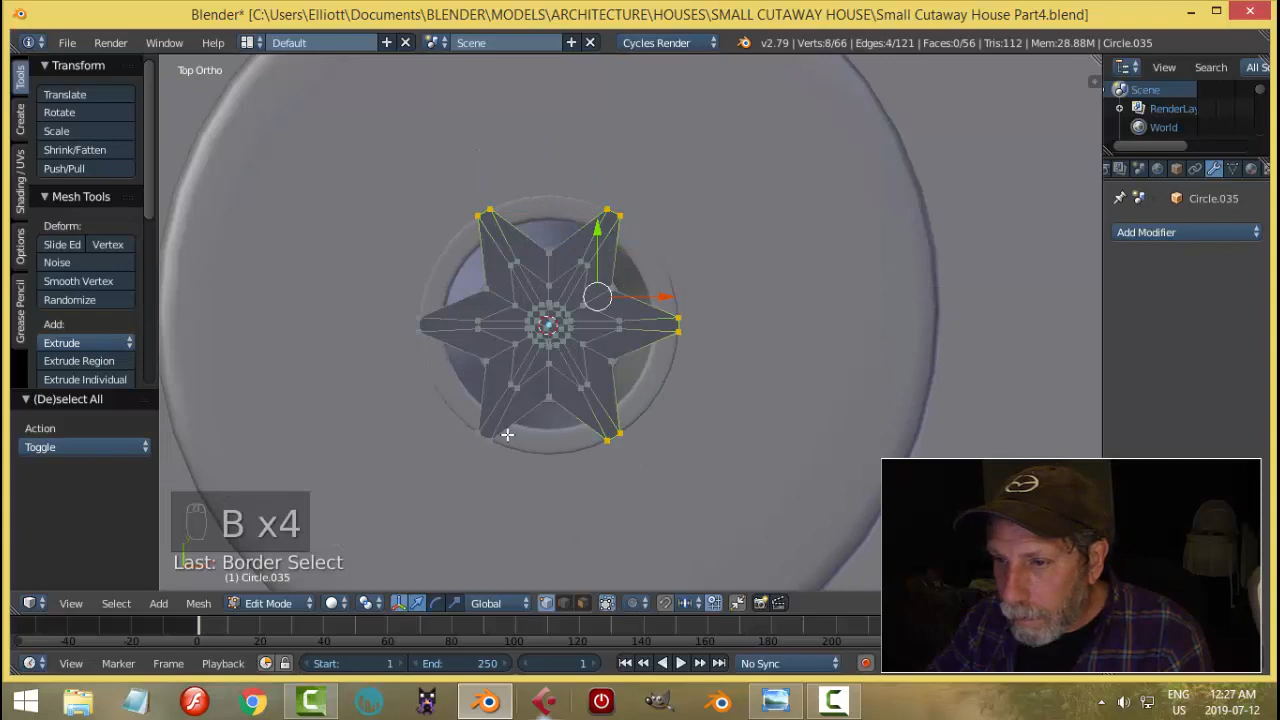 Blender* [C:\Users\Elliott\Documents\BLENDER\MODELS\ARCHITECTURE\HOUSES\SMALL CUTAWAY HOUSE\Small Cutaway House Part4.blend]
File Render Window Help Default Scene Cycles Render v2.79 | Verts:8/66 | Edges:4/121 | Faces:0/56 | Tris:112 | Mem:28.88M | Circle.035
Tools
Create
Shading / UVs
Options
Grease Pencil
Transform
Translate
Rotate
Scale
Shrink/Fatten
Push/Pull
Mesh Tools
Deform:
Slide Ed Vertex
Noise
Smooth Vertex
Randomize
Add:
Extrude
Extrude Region
Extrude Individual
(De)select All
Action
Toggle
Top Ortho
B x4
Last: Border Select
(1) Circle.035
View Search All S
Scene
RenderLay
World
Circle.035
Add Modifier
View Select Add Mesh Edit Mode Global
-40 -20 0 20 40 60 80 100 120 140 160 180 200
View Marker Frame Playback Start: 1 End: 250 1 No Sync
ENG
US
12:27 AM
2019-07-12